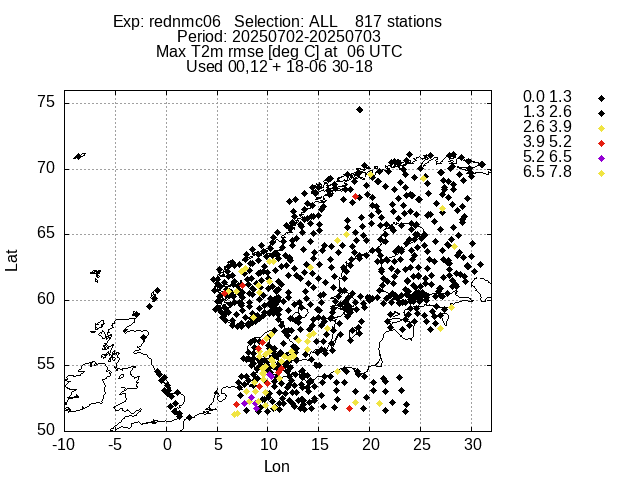 Exp: rednmc06   Selection: ALL    817 stations
Period: 20250702-20250703
Max T2m rmse [deg C] at  06 UTC
Used 00,12 + 18-06 30-18
0.0 1.3
1.3 2.6
2.6 3.9
3.9 5.2
5.2 6.5
6.5 7.8
75
70
65
60
55
50
Lat
-10 -5 0 5 10 15 20 25 30
Lon